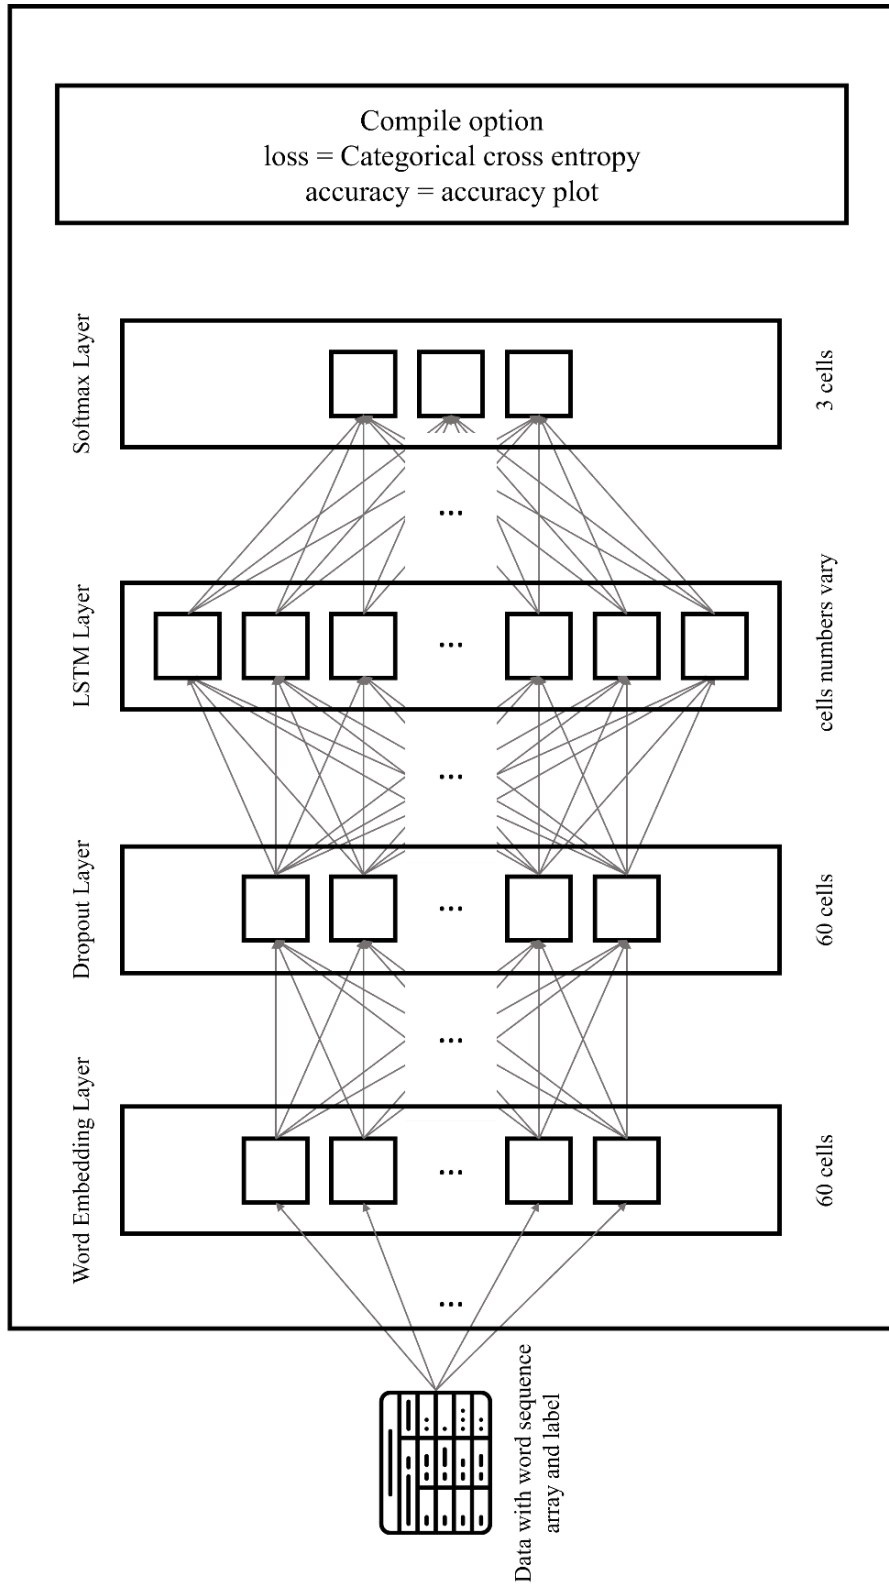 Compile option
loss = Categorical cross entropy
accuracy = accuracy plot
Softmax Layer
3 cells
...
LSTM Layer
...
cells numbers vary
...
Dropout Layer
...
60 cells
...
Word Embedding Layer
...
60 cells
...
Data with word sequence
array and label